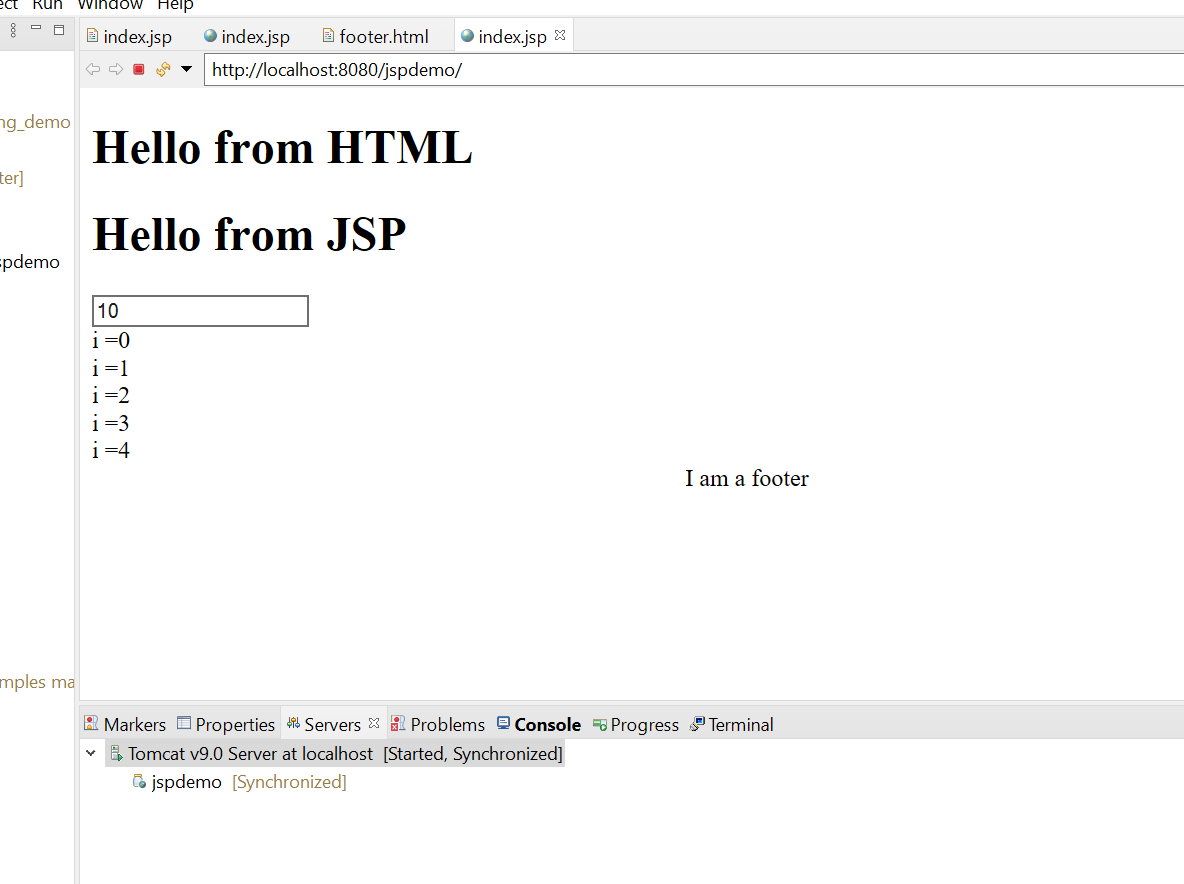 Run Window Help
index.jsp index.jsp footer.html index.jsp
http://localhost:8080/jspdemo/
ng_demo
Hello from HTML
ter]
Hello from JSP
spdemo
10
i =0
i =1
i =2
i =3
i =4
I am a footer
mples ma
Markers Properties Servers Problems Console Progress Terminal
Tomcat v9.0 Server at localhost [Started, Synchronized]
jspdemo [Synchronized]